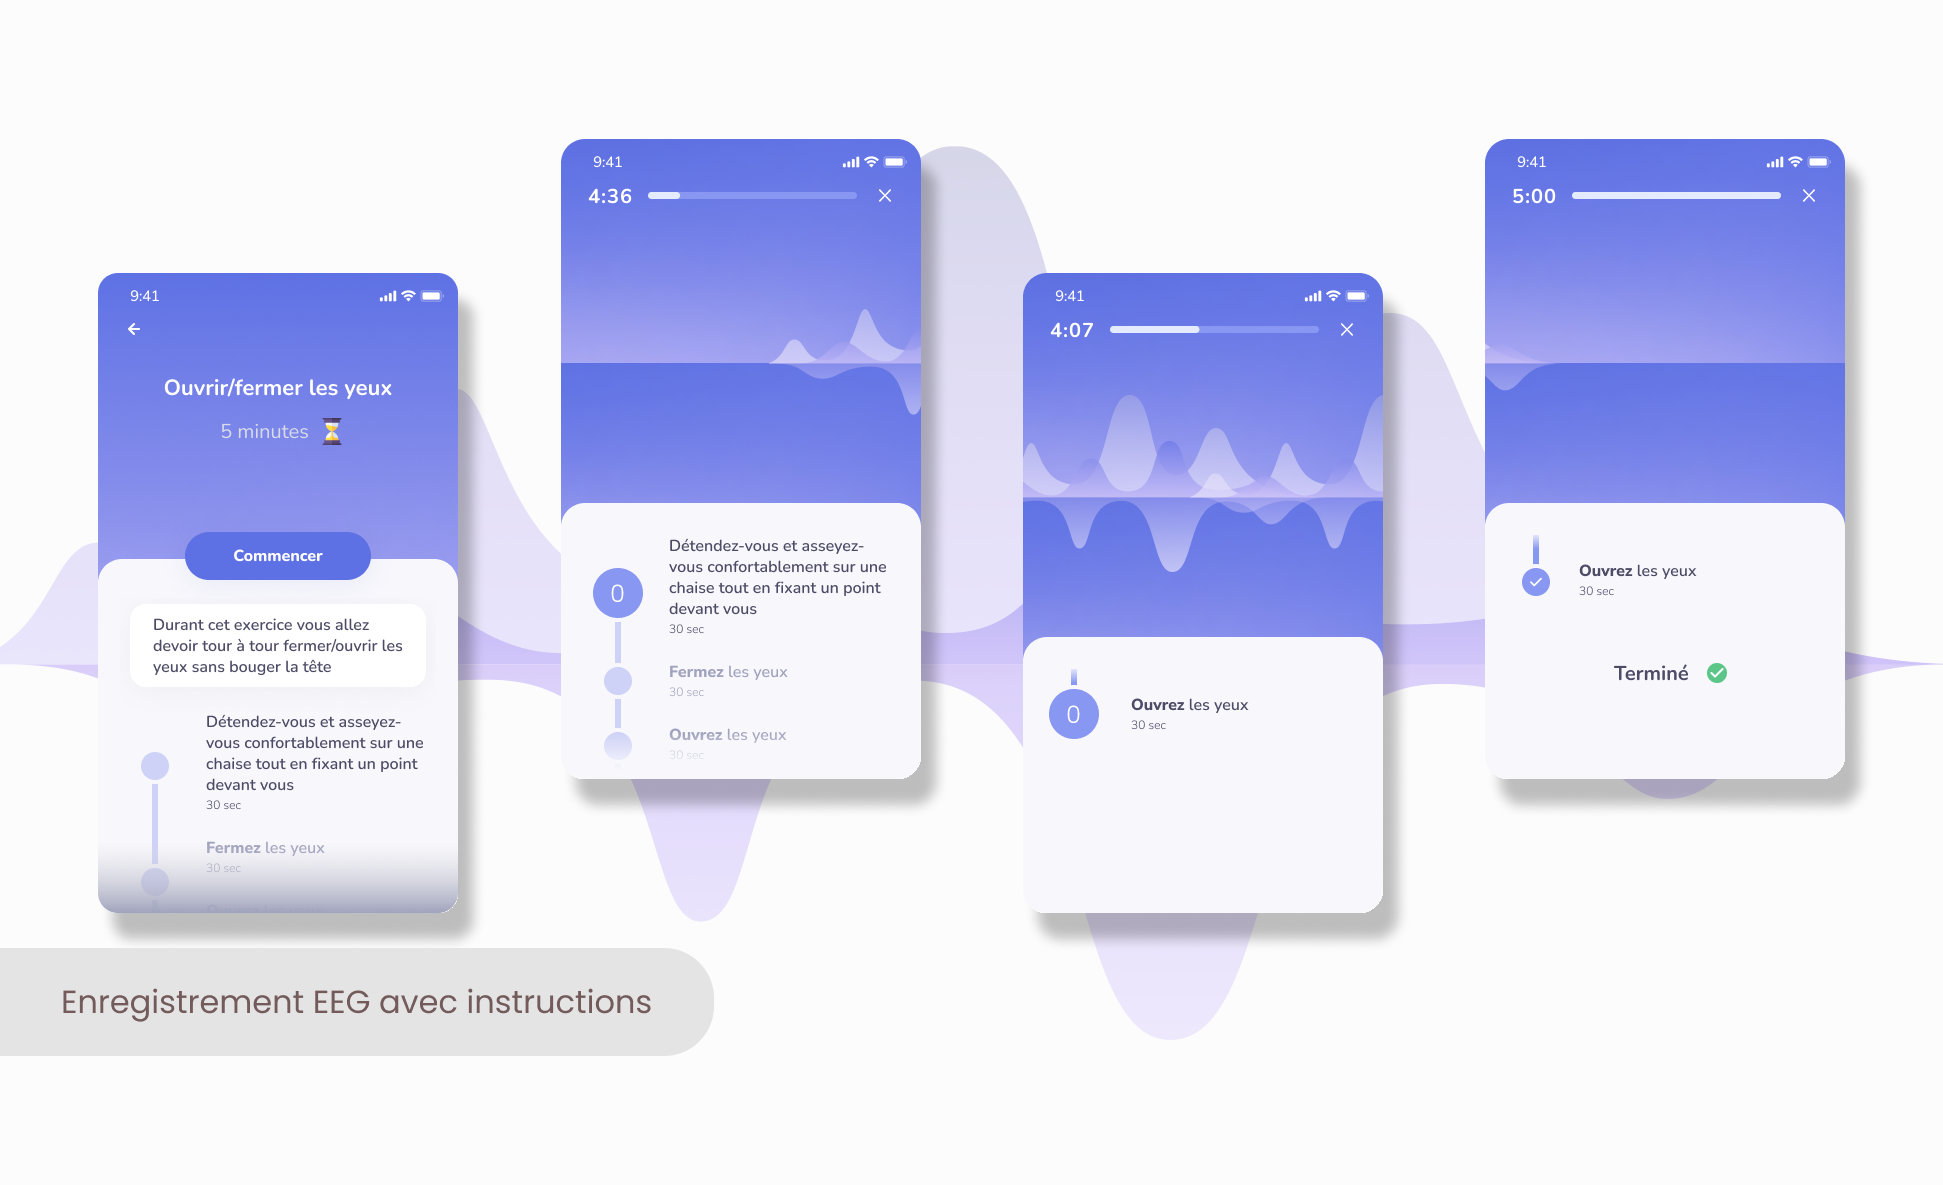 9:41
Ouvrir/fermer les yeux
5 minutes
Commencer
Durant cet exercice vous allez
devoir tour à tour fermer/ouvrir les
yeux sans bouger la tête
Détendez-vous et asseyez-
vous confortablement sur une
chaise tout en fixant un point
devant vous
30 sec
Fermez les yeux
30 sec
9:41
4:36
0
Détendez-vous et asseyez-
vous confortablement sur une
chaise tout en fixant un point
devant vous
30 sec
Fermez les yeux
30 sec
Ouvrez les yeux
30 sec
9:41
4:07
0
Ouvrez les yeux
30 sec
9:41
5:00
Ouvrez les yeux
30 sec
Terminé
Enregistrement EEG avec instructions